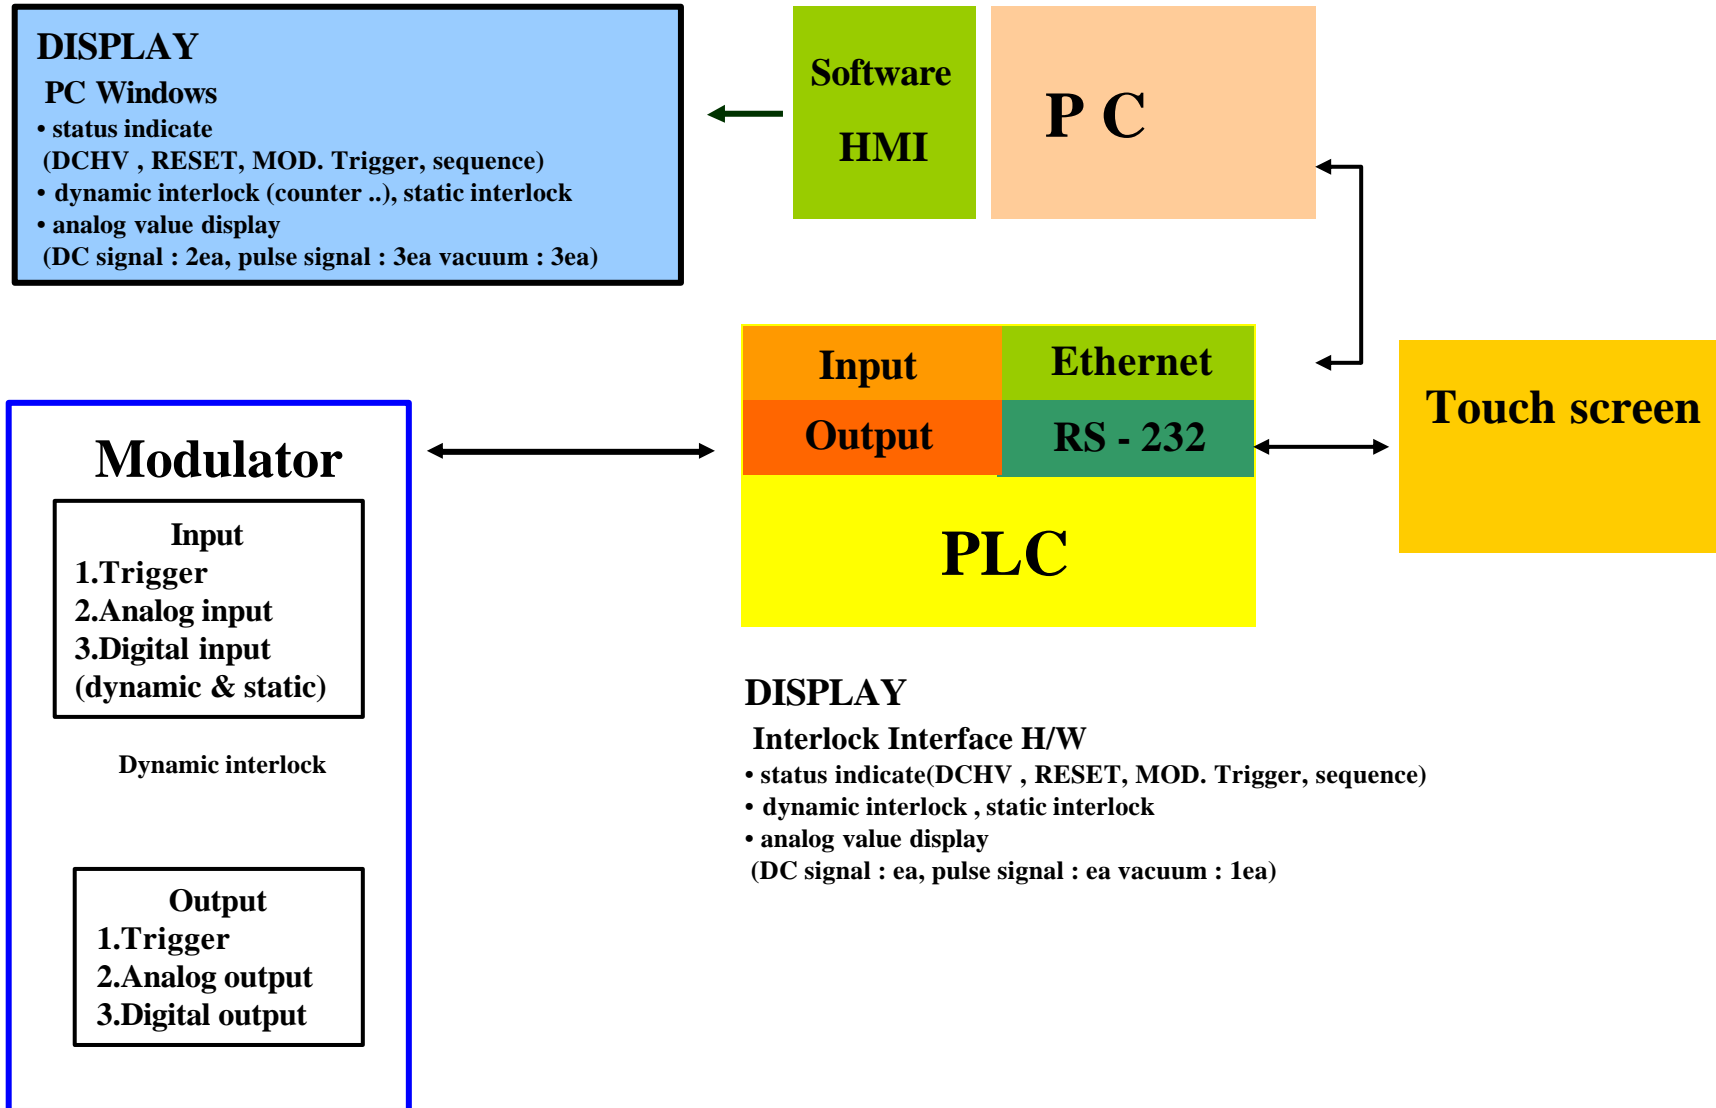 DISPLAY
PC Windows
• status indicate
(DCHV , RESET, MOD. Trigger, sequence)
• dynamic interlock (counter ..), static interlock
• analog value display
(DC signal : 2ea, pulse signal : 3ea vacuum : 3ea)
Software
HMI
P C
Input
Ethernet
Output
RS - 232
PLC
Touch screen
Modulator
Input
1.Trigger
2.Analog input
3.Digital input
(dynamic & static)
Dynamic interlock
Output
1.Trigger
2.Analog output
3.Digital output
DISPLAY
Interlock Interface H/W
• status indicate(DCHV , RESET, MOD. Trigger, sequence)
• dynamic interlock , static interlock
• analog value display
(DC signal : ea, pulse signal : ea vacuum : 1ea)